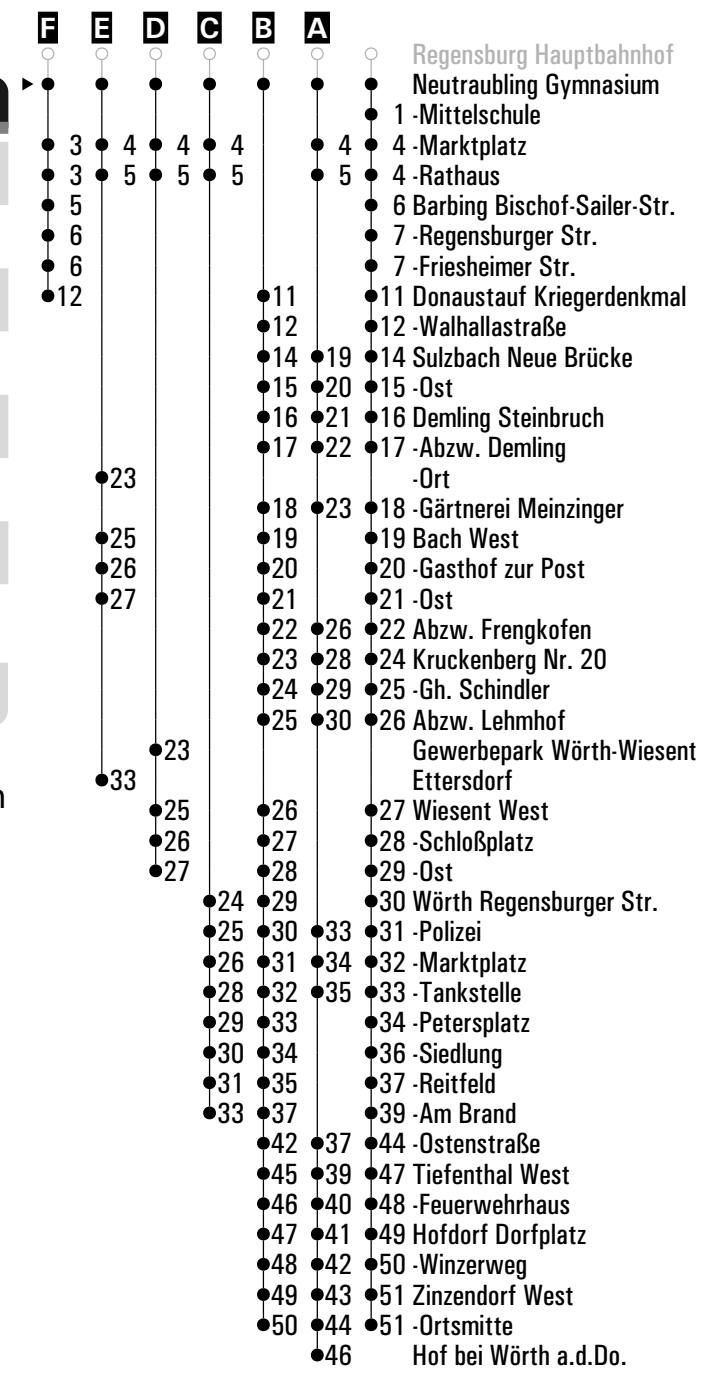 F E D C B A
Regensburg Hauptbahnhof
Neutraubling Gymnasium
1 -Mittelschule
3 4 4 4 4 4 -Marktplatz
3 5 5 5 5 4 -Rathaus
5 6 Barbing Bischof-Sailer-Str.
6 7 -Regensburger Str.
6 7 -Friesheimer Str.
12 11 11 Donaustauf Kriegerdenkmal
12 12 -Walhallastraße
14 19 14 Sulzbach Neue Brücke
15 20 15 -Ost
16 21 16 Demling Steinbruch
17 22 17 -Abzw. Demling
23 -Ort
18 23 18 -Gärtnerei Meinzinger
25 19 19 Bach West
26 20 20 -Gasthof zur Post
27 21 21 -Ost
22 26 22 Abzw. Frengkofen
23 28 24 Kruckenberg Nr. 20
24 29 25 -Gh. Schindler
25 30 26 Abzw. Lehmhof
23 Gewerbepark Wörth-Wiesent
33 Ettersdorf
25 26 27 Wiesent West
26 27 28 -Schloßplatz
27 28 29 -Ost
24 29 30 Wörth Regensburger Str.
25 30 33 31 -Polizei
26 31 34 32 -Marktplatz
28 32 35 33 -Tankstelle
29 33 34 -Petersplatz
30 34 36 -Siedlung
31 35 37 -Reitfeld
33 37 39 -Am Brand
42 37 44 -Ostenstraße
45 39 47 Tiefenthal West
46 40 48 -Feuerwehrhaus
47 41 49 Hofdorf Dorfplatz
48 42 50 -Winzerweg
49 43 51 Zinzendorf West
50 44 51 -Ortsmitte
46 Hof bei Wörth a.d.Do.